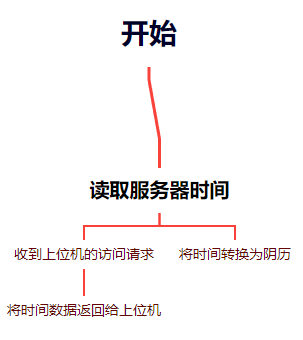 开始
读取服务器时间
收到上位机的访问请求
将时间转换为阴历
将时间数据返回给上位机